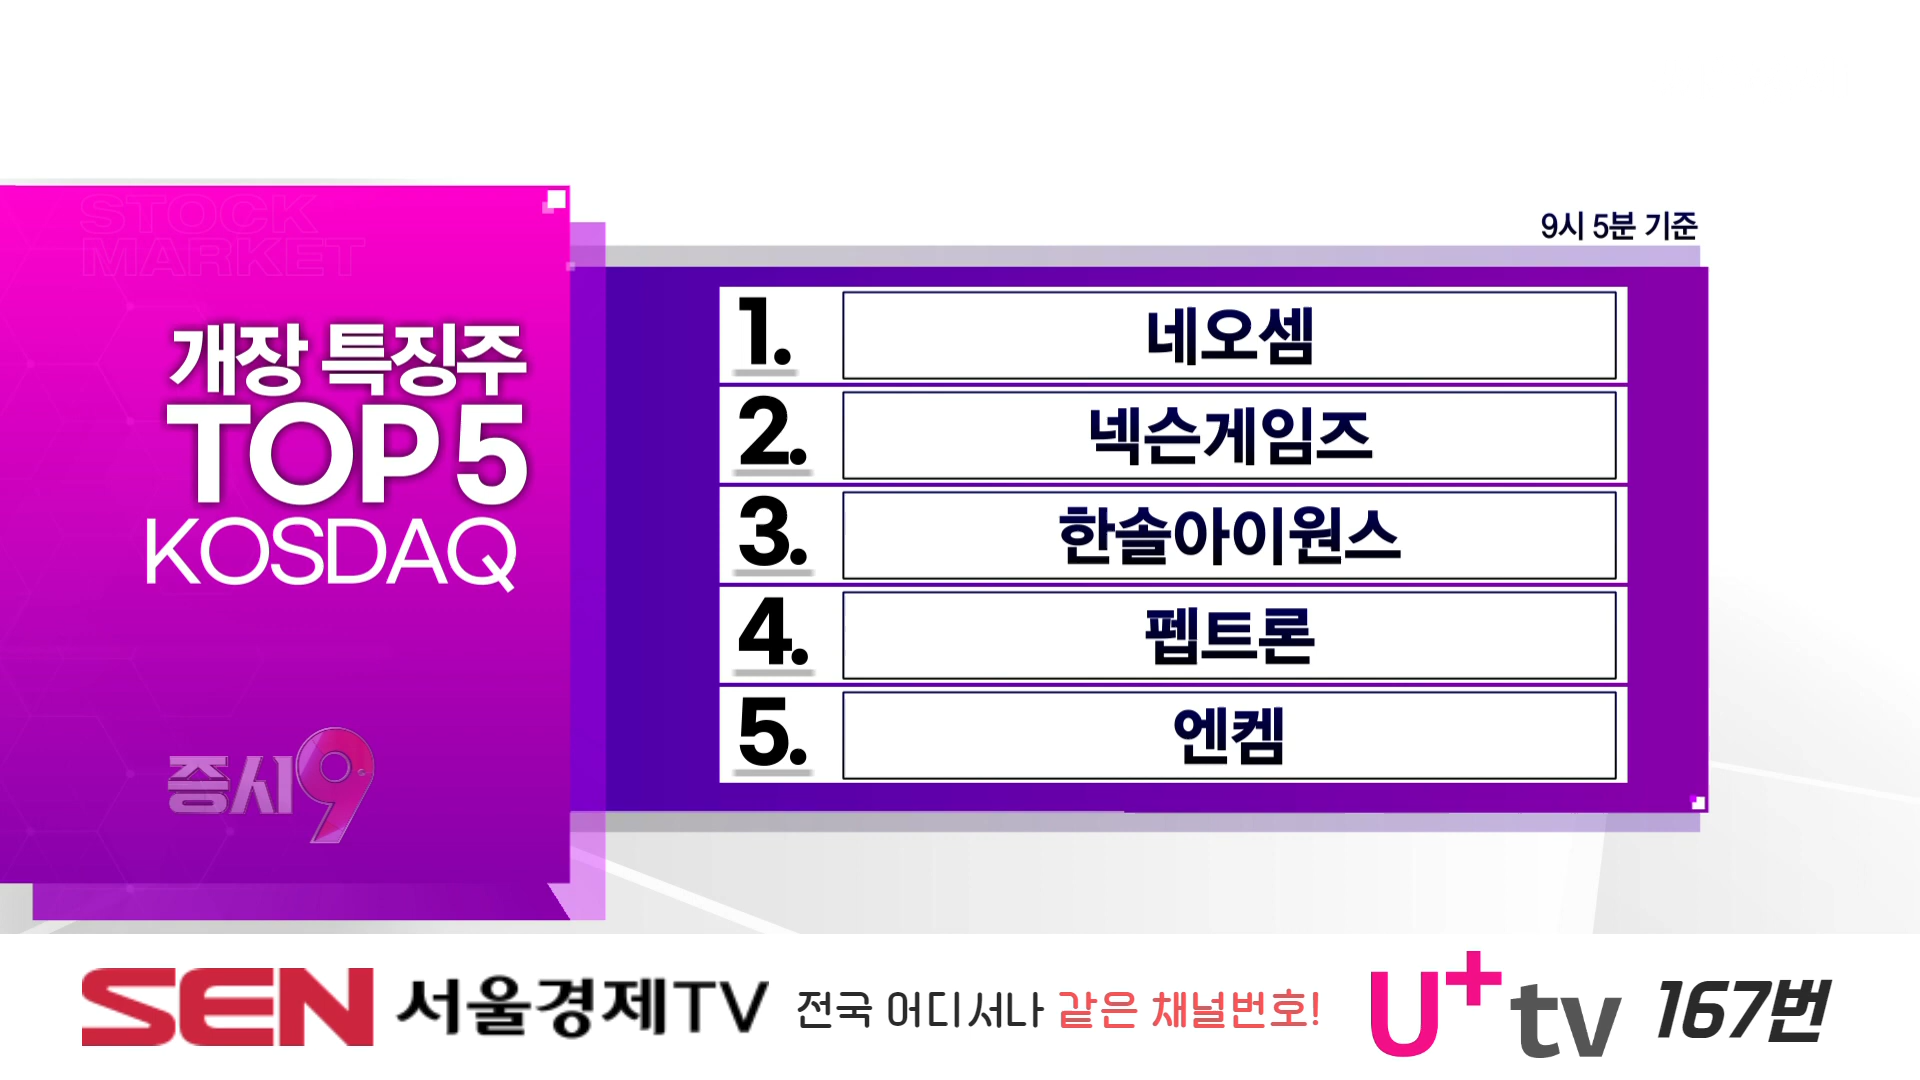 STOCK
MARKET
개장 특징주
TOP 5
KOSDAQ
증시9
9시 5분 기준
1. 네오셈
2. 넥슨게임즈
3. 한솔아이원스
4. 펩트론
5. 엔켐
SEN 서울경제TV 전국 어디서나 같은 채널번호! U+tv 167번